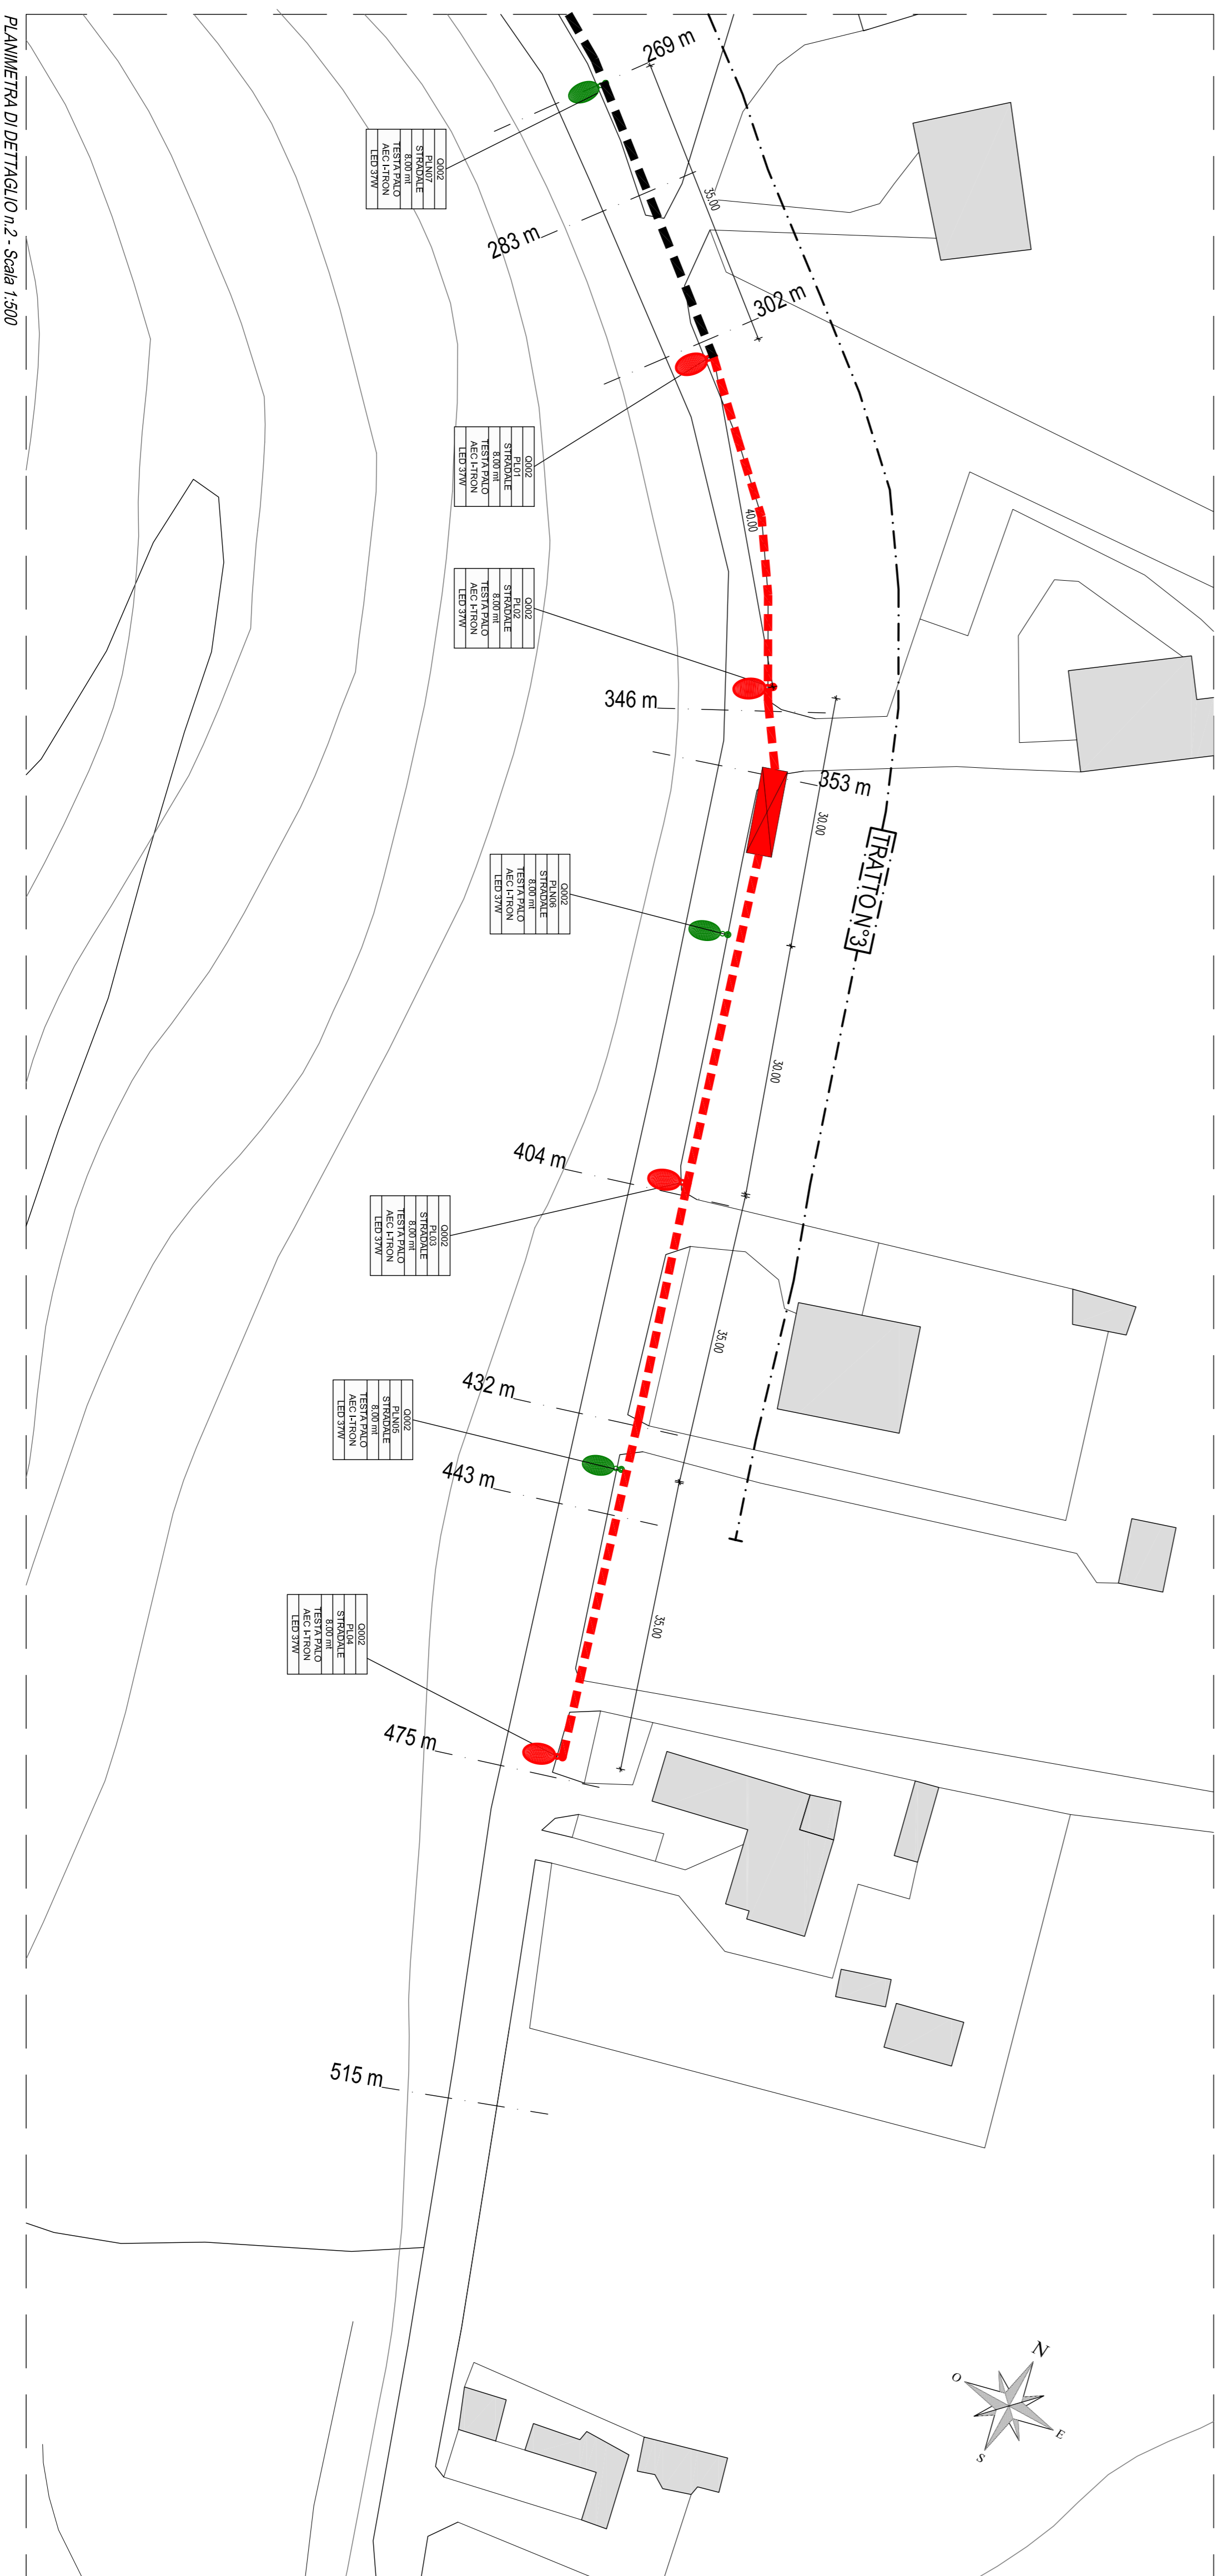 PLANIMETRA DI DETTAGLIO n.2 - Scala 1:500
269 m
Q002
PLN07
STRADALE
8.00 mt
TESTA PALO
AEC I-TRON
LED 37W
35.00
283 m
302 m
Q002
PL01
STRADALE
8.00 mt
TESTA PALO
AEC I-TRON
LED 37W
40.00
Q002
PL02
STRADALE
8.00 mt
TESTA PALO
AEC I-TRON
LED 37W
346 m
353 m
30.00
TRATTO N°3
Q002
PLN06
STRADALE
8.00 mt
TESTA PALO
AEC I-TRON
LED 37W
30.00
404 m
Q002
PL03
STRADALE
8.00 mt
TESTA PALO
AEC I-TRON
LED 37W
35.00
432 m
Q002
PLN05
STRADALE
8.00 mt
TESTA PALO
AEC I-TRON
LED 37W
443 m
35.00
Q002
PL04
STRADALE
8.00 mt
TESTA PALO
AEC I-TRON
LED 37W
475 m
515 m
N
O
E
S